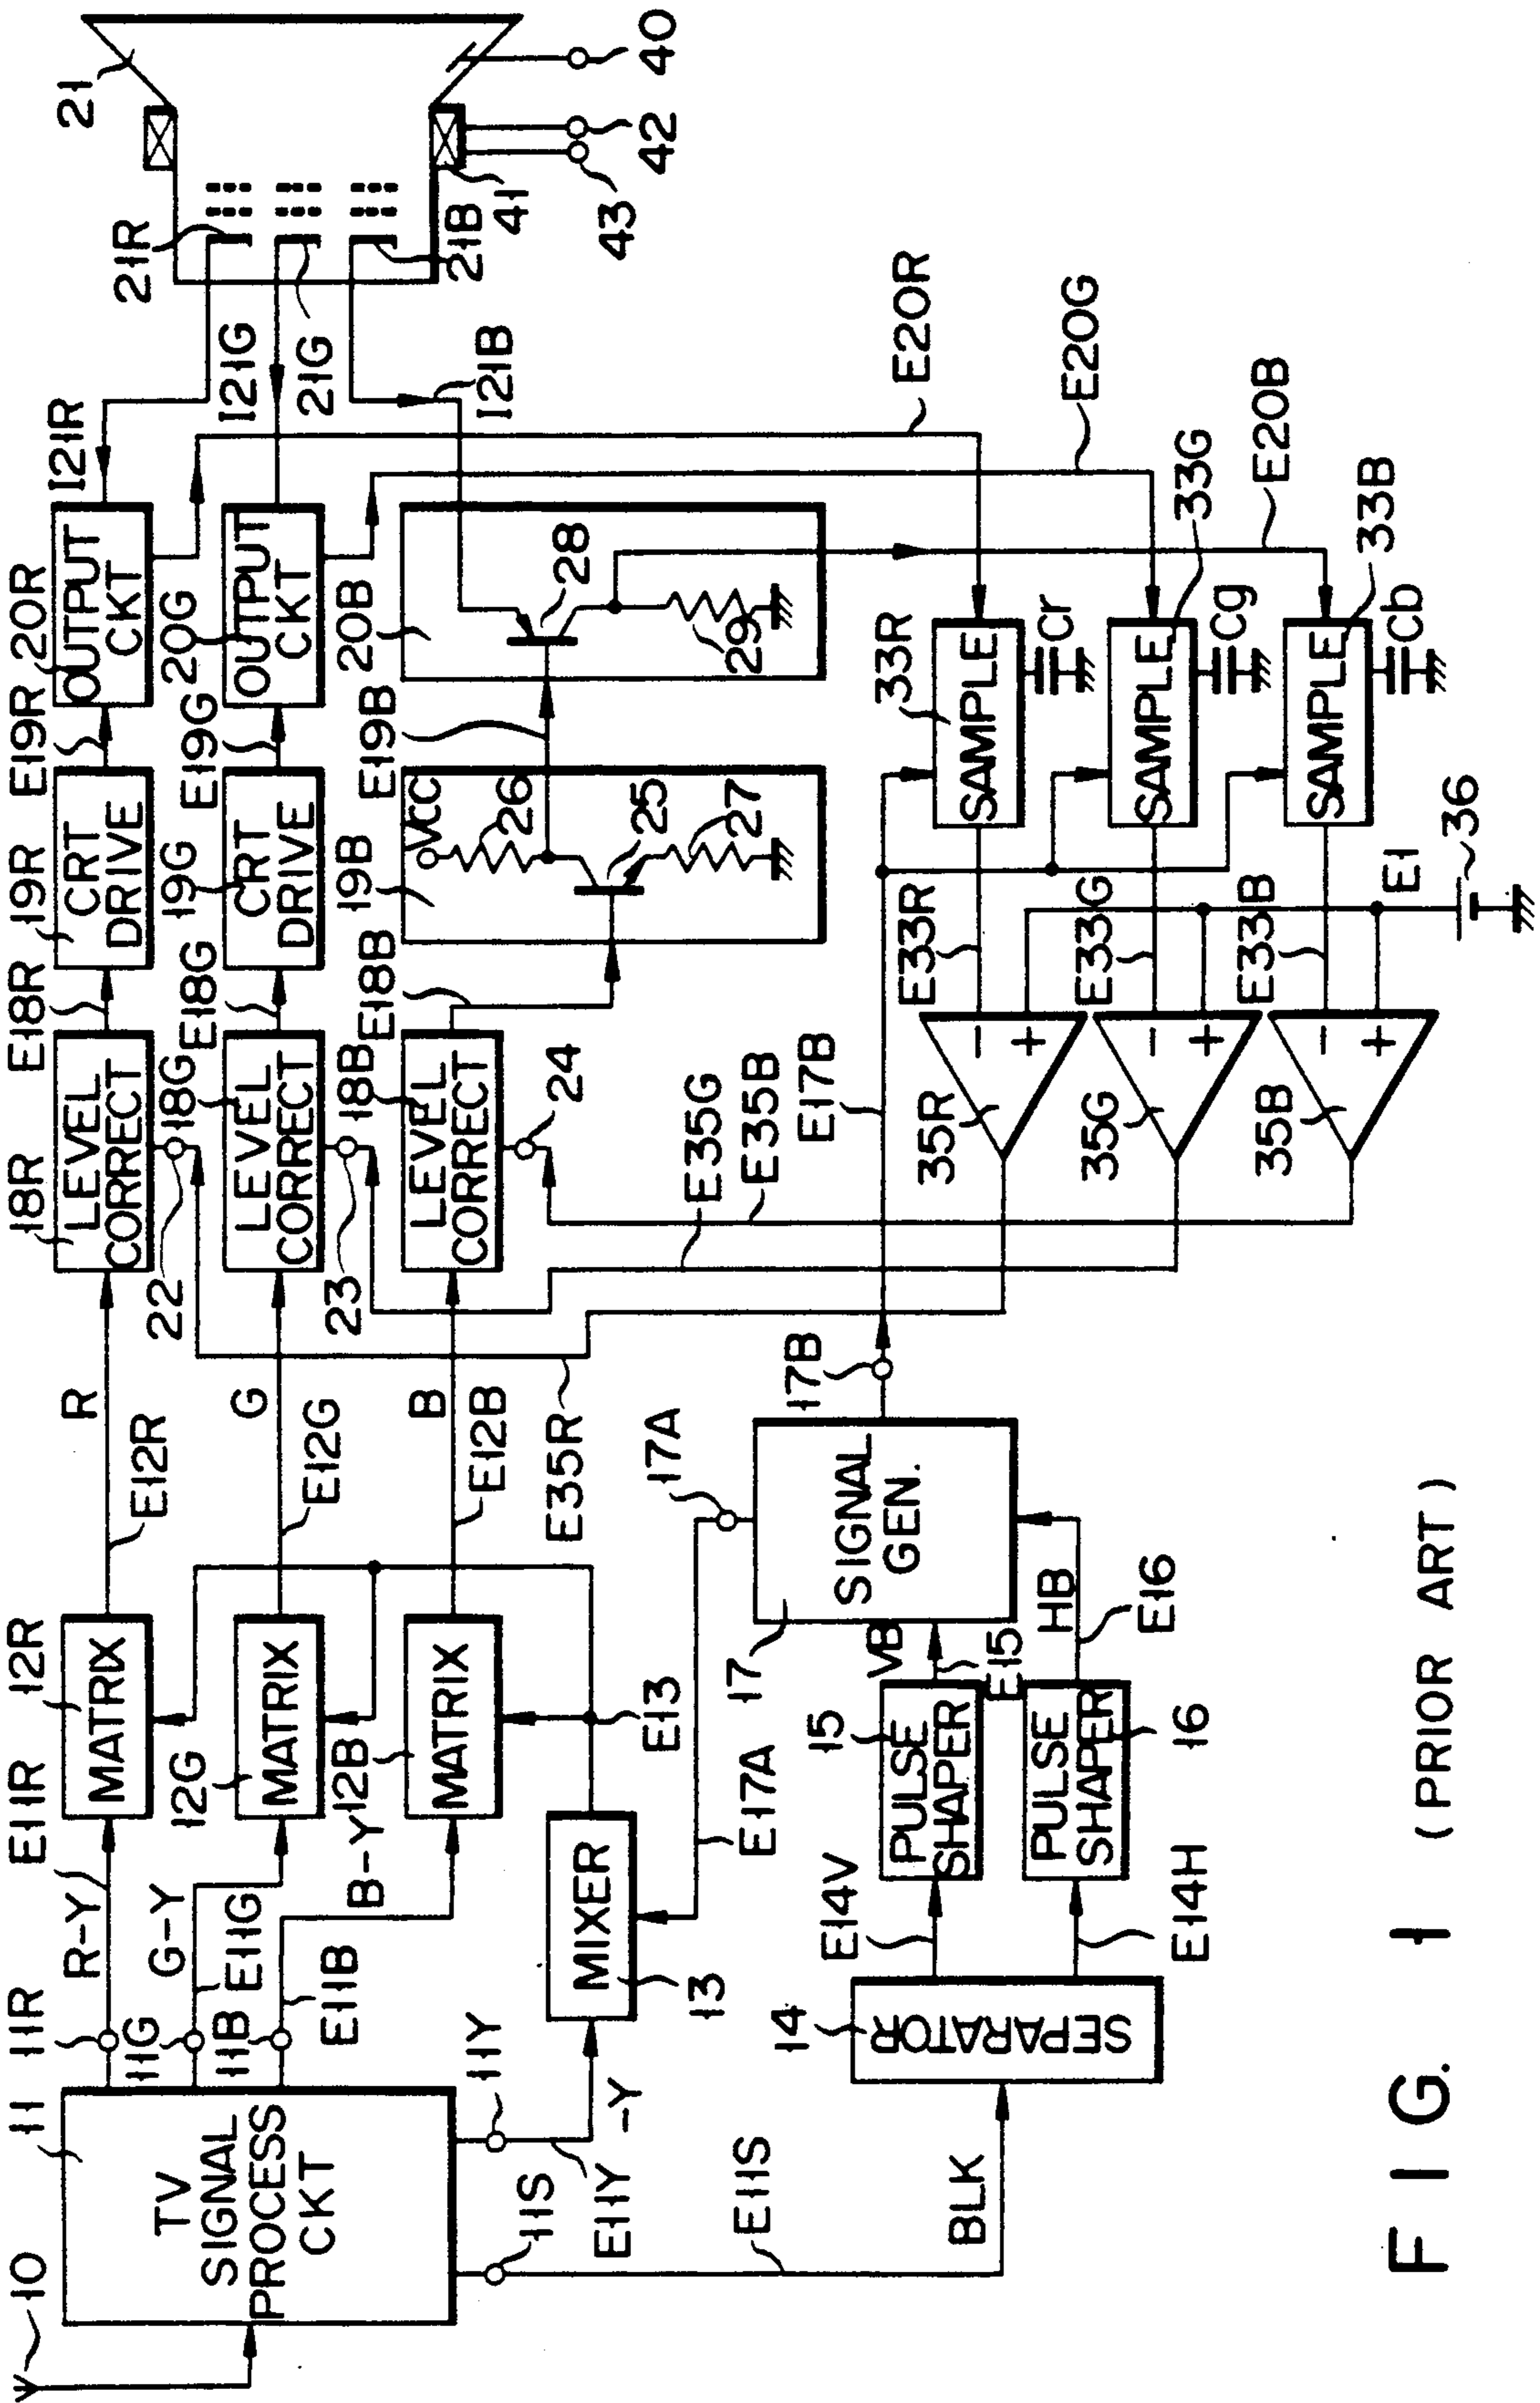 10
11
TV
SIGNAL
PROCESS
CKT
11R
11G
11B
11Y
11S
R-Y
E11R
G-Y
E11G
B-Y
E11B
-Y
E11Y
E11S
BLK
12R
MATRIX
12G
MATRIX
12B
MATRIX
MIXER
13
E13
14
SEPARATOR
E14V
E14H
15
PULSE
SHAPER
16
PULSE
SHAPER
VB
E15
HB
E16
17
SIGNAL
GEN.
17A
E17A
17B
E17B
R
E12R
G
E12G
B
E12B
E35R
E35G
E35B
18R
LEVEL
CORRECT
22
18G
LEVEL
CORRECT
23
18B
LEVEL
CORRECT
24
E18R
E18G
E18B
19R
CRT
DRIVE
19G
CRT
DRIVE
19B
VCC
26
25
27
E19R
E19G
E19B
20R
OUTPUT
CKT
20G
OUTPUT
CKT
20B
28
29
I21R
I21G
I21B
21
21R
21G
21B
41
43
42
40
E20R
E20G
E20B
33R
SAMPLE
Cr
33G
SAMPLE
Cg
33B
SAMPLE
Cb
E33R
E33G
E33B
E1
36
35R
- +
35G
- +
35B
- +
FIG. 1 (PRIOR ART)